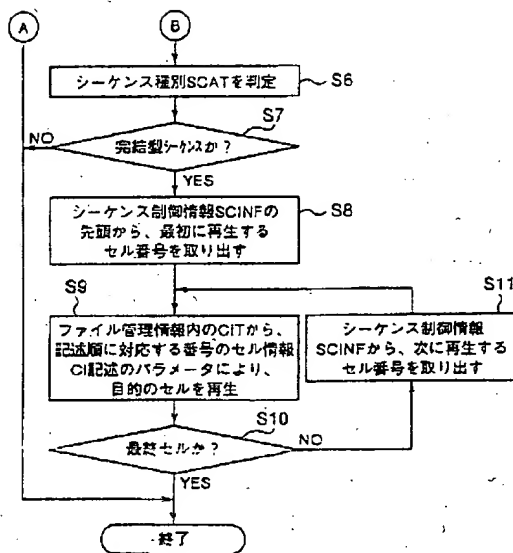 A
B
シーケンス種別SCATを判定
S6
S7
NO
完結型シーケンスか?
YES
シーケンス制御情報SCINFの
先頭から、最初に再生する
セル番号を取り出す
S8
S9
S11
ファイル管理情報内のCITから、
記述順に対応する番号のセル情報
CI記述のパラメータにより、
目的のセルを再生
シーケンス制御情報
SCINFから、次に再生する
セル番号を取り出す
S10
最終セルか?
NO
YES
終了